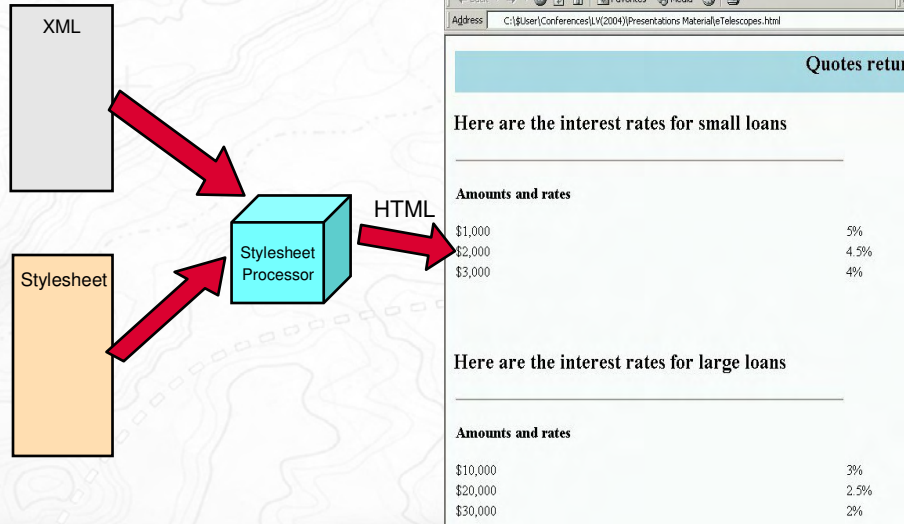 XML
Stylesheet
Stylesheet
Processor
HTML
Address C:\$User\Conferences\LV(2004)\Presentations Material\eTelescopes.html
Quotes retur
Here are the interest rates for small loans
Amounts and rates
$1,000 5%
$2,000 4.5%
$3,000 4%
Here are the interest rates for large loans
Amounts and rates
$10,000 3%
$20,000 2.5%
$30,000 2%